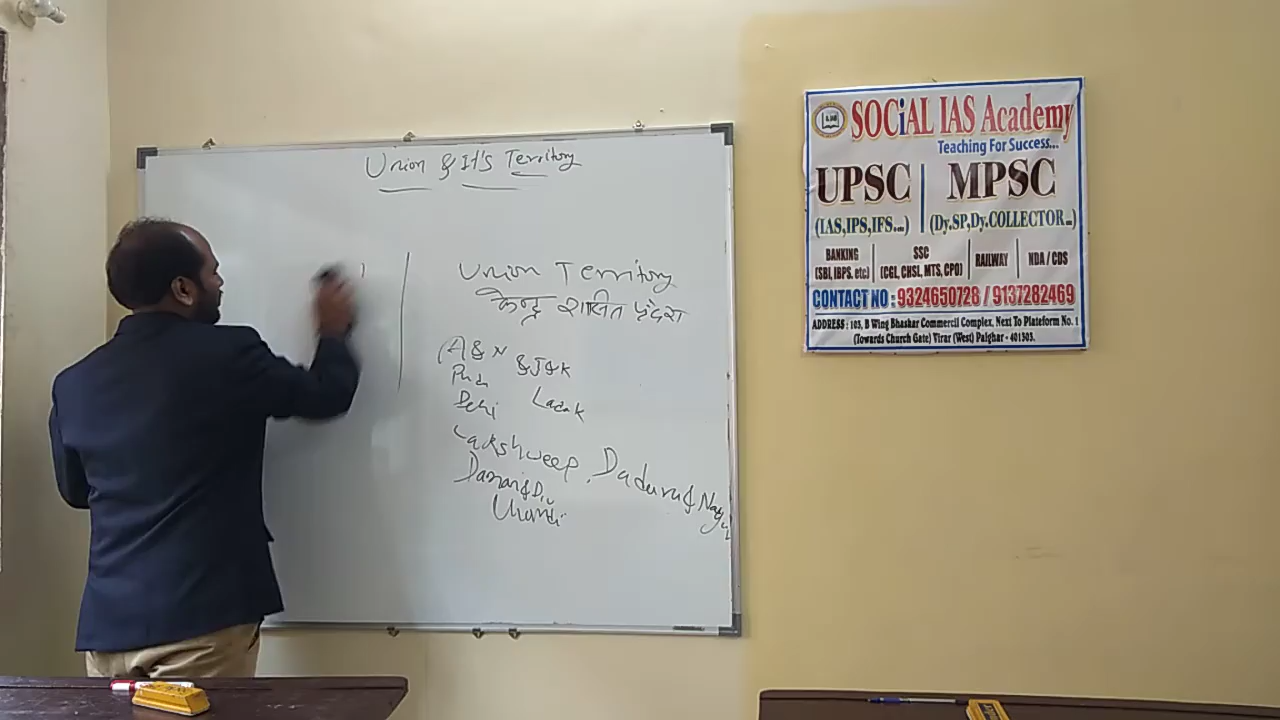 Union & It's Territory
Union Territory
केन्द्र शासित प्रदेश
A & N & J&K
Delhi Ladak
Lakshweep, Dadura & Nagar
Daman & Diu
Chandi
SOCiAL IAS Academy
Teaching For Success...
UPSC | MPSC
(IAS,IPS,IFS...) (Dy.SP,Dy.COLLECTOR...)
BANKING SSC RAILWAY NDA / CDS
(SBI, IBPS. etc) (CGL, CHSL, MTS, CPO)
CONTACT NO : 9324650728 / 9137282469
ADDRESS : 103, B Wing Bhaskar Commercil Complex, Next To Plateform No. 1
(Towards Church Gate) Virar (West) Palghar - 401303.